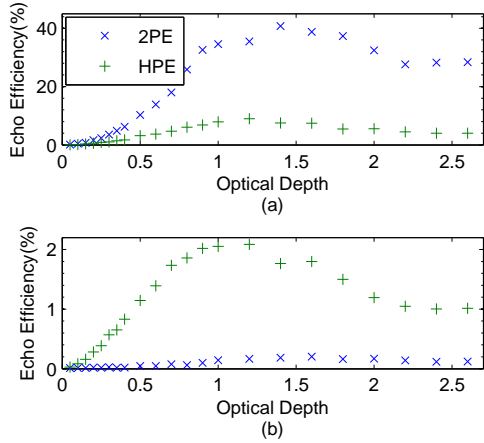 40
20
0
Echo Efficiency(%)
2PE
HPE
0 0.5 1 1.5 2 2.5
Optical Depth
(a)
2
1
0
Echo Efficiency(%)
0 0.5 1 1.5 2 2.5
Optical Depth
(b)